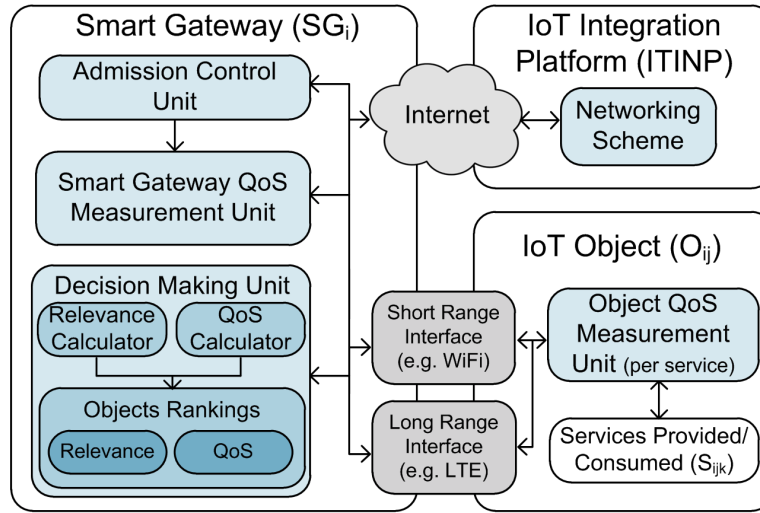 Smart Gateway (SGi)
Admission Control
Unit
Smart Gateway QoS
Measurement Unit
Decision Making Unit
Relevance
Calculator
QoS
Calculator
Objects Rankings
Relevance
QoS
Internet
Short Range
Interface
(e.g. WiFi)
Long Range
Interface
(e.g. LTE)
IoT Integration
Platform (ITINP)
Networking
Scheme
IoT Object (Oij)
Object QoS
Measurement
Unit (per service)
Services Provided/
Consumed (Sijk)